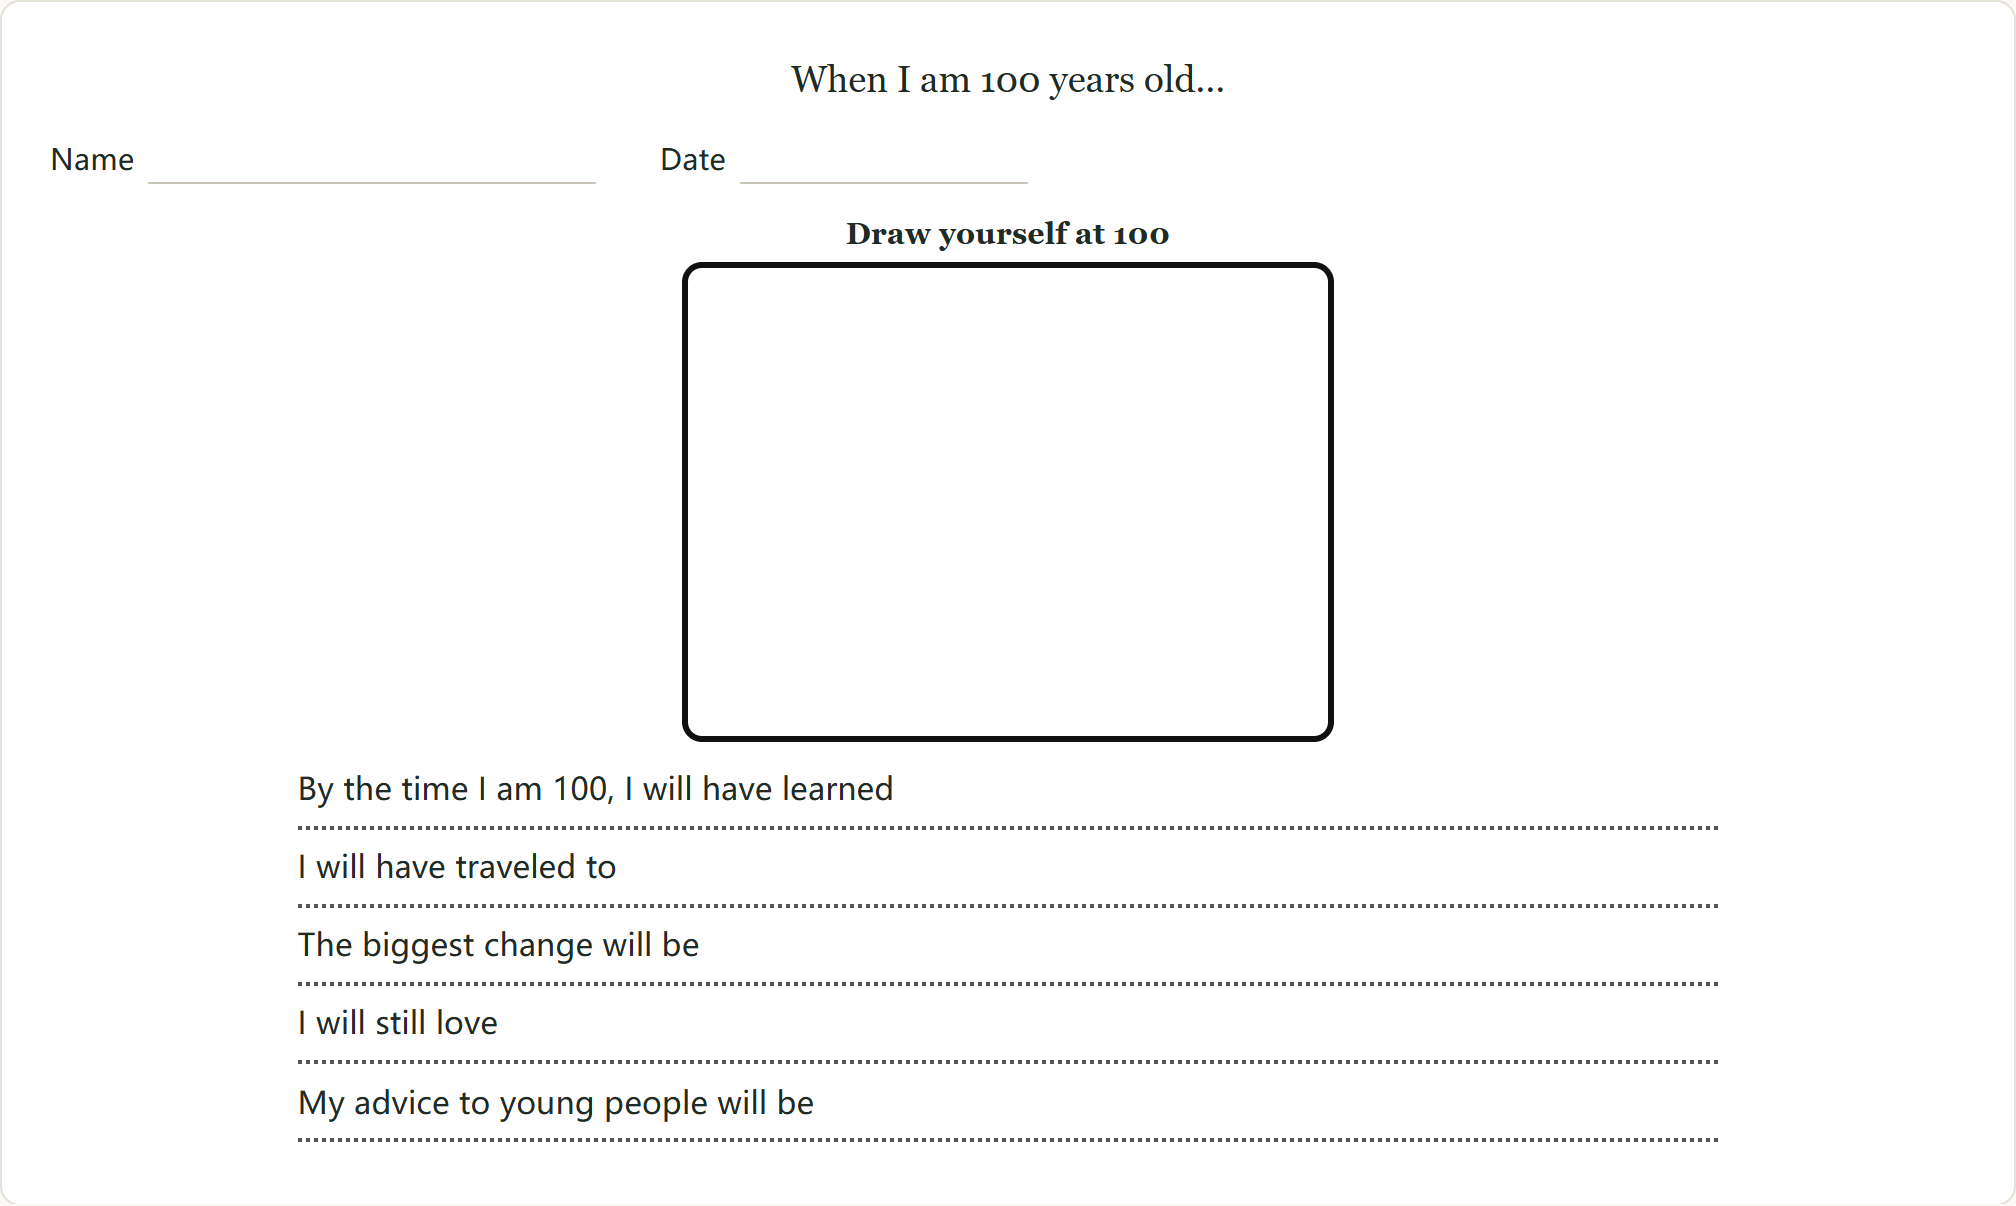 When I am 100 years old...
Name Date
Draw yourself at 100
By the time I am 100, I will have learned
I will have traveled to
The biggest change will be
I will still love
My advice to young people will be